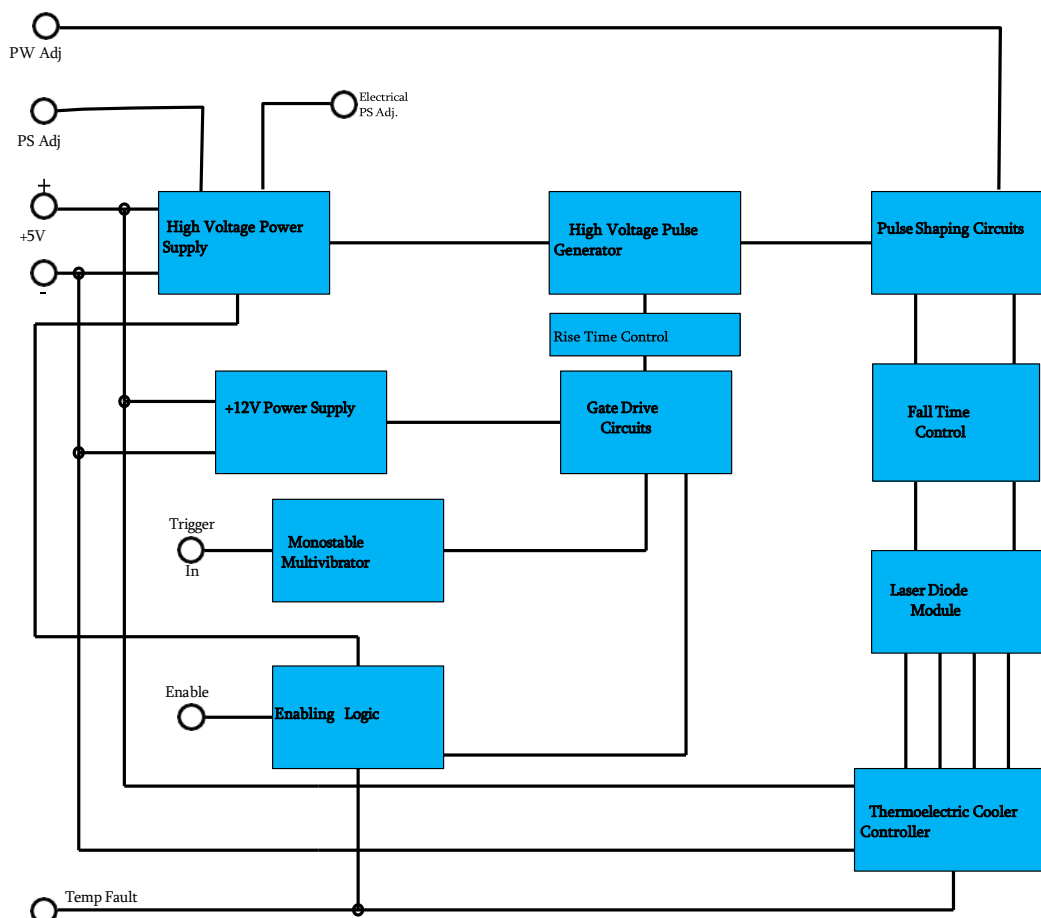 PW Adj
Electrical
PS Adj.
PS Adj
+
+5V
-
High Voltage Power
Supply
High Voltage Pulse
Generator
Pulse Shaping Circuits
Rise Time Control
+12V Power Supply
Gate Drive
Circuits
Fall Time
Control
Trigger
In
Monostable
Multivibrator
Laser Diode
Module
Enable
Enabling Logic
Thermoelectric Cooler
Controller
Temp Fault